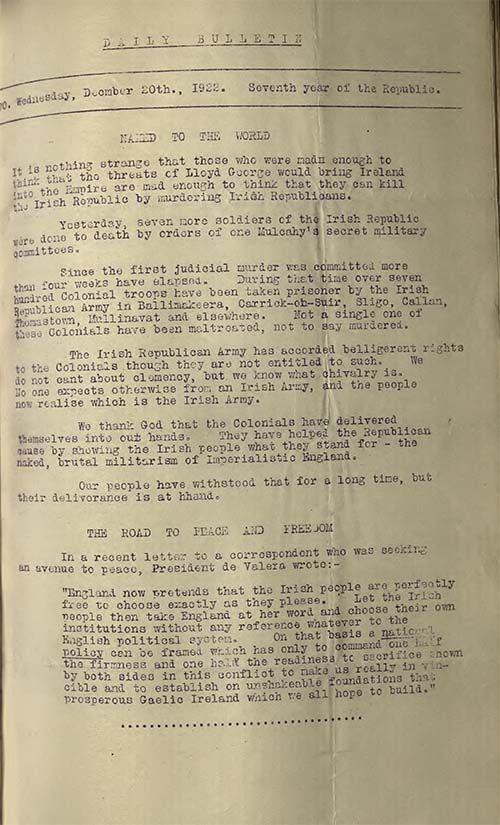 DAILY BULLETIN
NO. Wednesday, December 20th., 1922. Seventh year of the Republic.
NAKED TO THE WORLD
It is nothing strange that those who were madn enough to
think that the threats of Lloyd George would bring Ireland
into the Empire are mad enough to think that they can kill
the Irish Republic by murdering Irish Republicans.
Yesterday, seven more soldiers of the Irish Republic
were done to death by orders of one Mulcahy's secret military
committees.
Since the first judicial murder was committed more
than four weeks have elapsed. During that time over seven
hundred Colonial troops have been taken prisoner by the Irish
Republican Army in Ballimakeera, Carrick-oh-Suir, Sligo, Callan,
Thomastown, Mullinavat and elsewhere. Not a single one of
these Colonials have been maltreated, not to say murdered.
The Irish Republican Army has accorded belligerent rights
to the Colonials though they are not entitled to such. We
do not cant about clemency, but we know what chivalry is.
No one expects otherwise from an Irish Army, and the people
now realise which is the Irish Army.
We thank God that the Colonials have delivered
themselves into our hands. They have helped the Republican
cause by showing the Irish people what they stand for - the
naked, brutal militarism of Imperialistic England.
Our people have withstood that for a long time, but
their deliverance is at hhand.
THE ROAD TO PEACE AND FREEDOM
In a recent letter to a correspondent who was seeking
an avenue to peace, President de Valera wrote:-
"England now pretends that the Irish people are perfectly
free to choose exactly as they please. Let the Irish
people then take England at her word and choose their own
institutions without any reference whatever to the
English political system. On that basis a national
policy can be framed which has only to command one half
the firmness and one half the readiness to sacrifice shown
by both sides in this conflict to make us really in vin-
cible and to establish on unshakeable foundations that
prosperous Gaelic Ireland which we all hope to build."
...................................